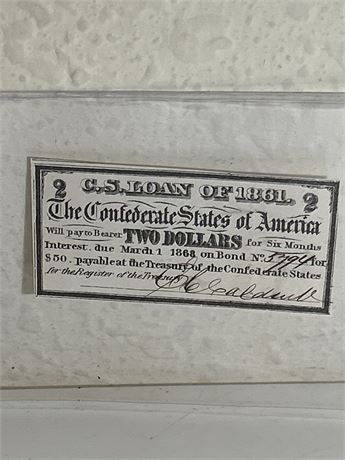 2 C.S. LOAN OF 1861. 2
The Confederate States of America
Will pay to Bearer TWO DOLLARS for Six Months
Interest, due March 1 1868 on Bond No. 5794 for
$50. payable at the Treasury of the Confederate States
for the Register of the Treasury